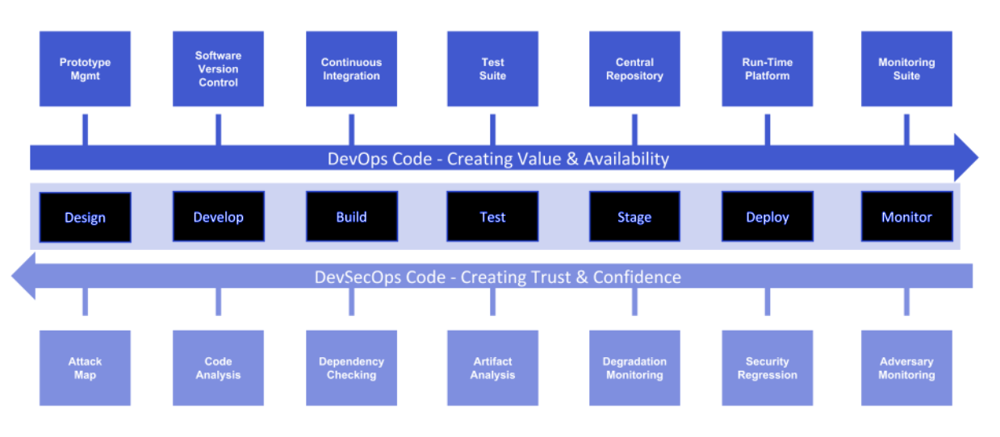 Prototype
Mgmt
Software
Version
Control
Continuous
Integration
Test
Suite
Central
Repository
Run-Time
Platform
Monitoring
Suite
DevOps Code - Creating Value & Availability
Design
Develop
Build
Test
Stage
Deploy
Monitor
DevSecOps Code - Creating Trust & Confidence
Attack
Map
Code
Analysis
Dependency
Checking
Artifact
Analysis
Degradation
Monitoring
Security
Regression
Adversary
Monitoring